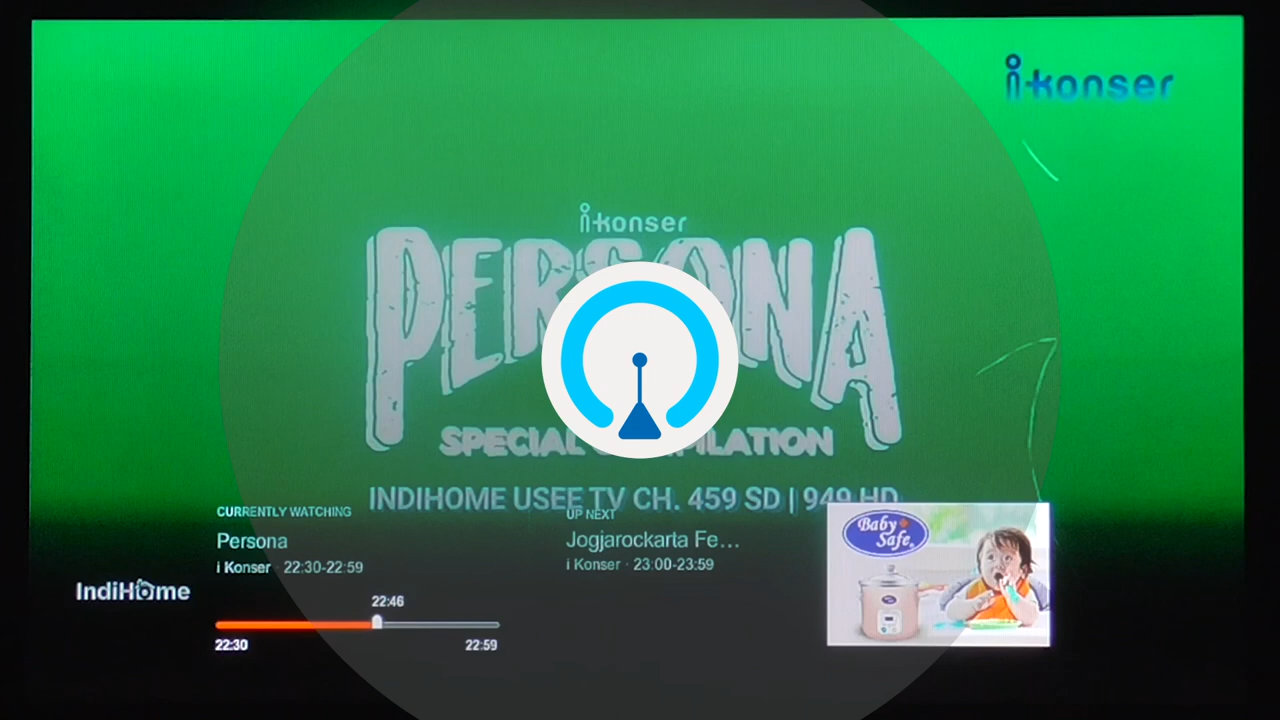 i-konser
i-konser
PERSONA
SPECIAL
INDIHOME USEE TV CH. 459 SD | 949 HD
CURRENTLY WATCHING
Persona
i Konser · 22:30-22:59
UP NEXT
Jogjarockarta Fe...
i Konser · 23:00-23:59
Baby Safe
IndiHome
22:46
22:30
22:59